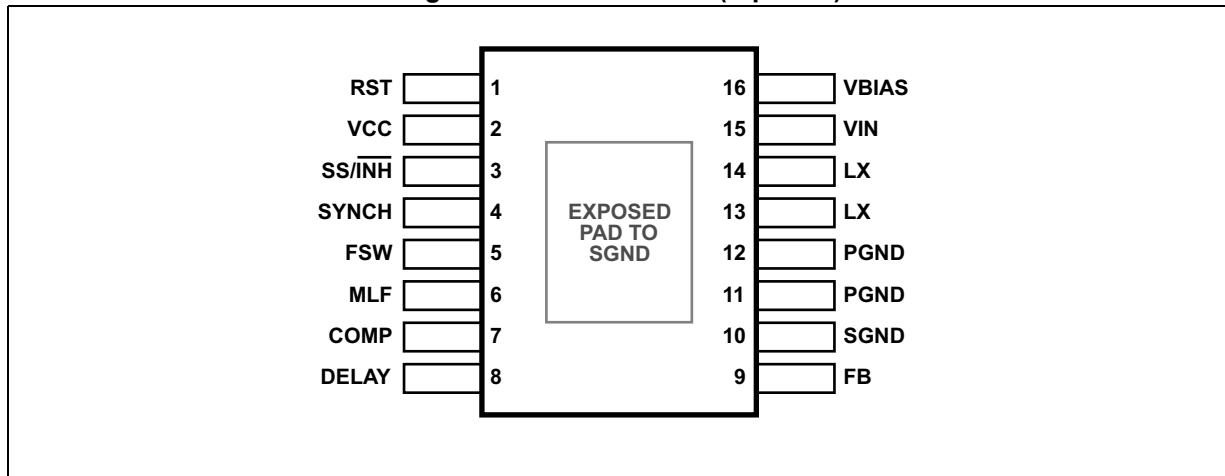 RST 1
VCC 2
SS/INH 3
SYNCH 4
FSW 5
MLF 6
COMP 7
DELAY 8
EXPOSED
PAD TO
SGND
16 VBIAS
15 VIN
14 LX
13 LX
12 PGND
11 PGND
10 SGND
9 FB